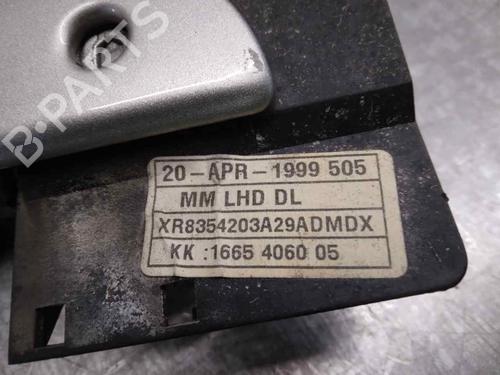 B-PARTS
20-APR-1999 505
MM LHD DL
XR8354203A29ADMDX
KK :1665 4060 05